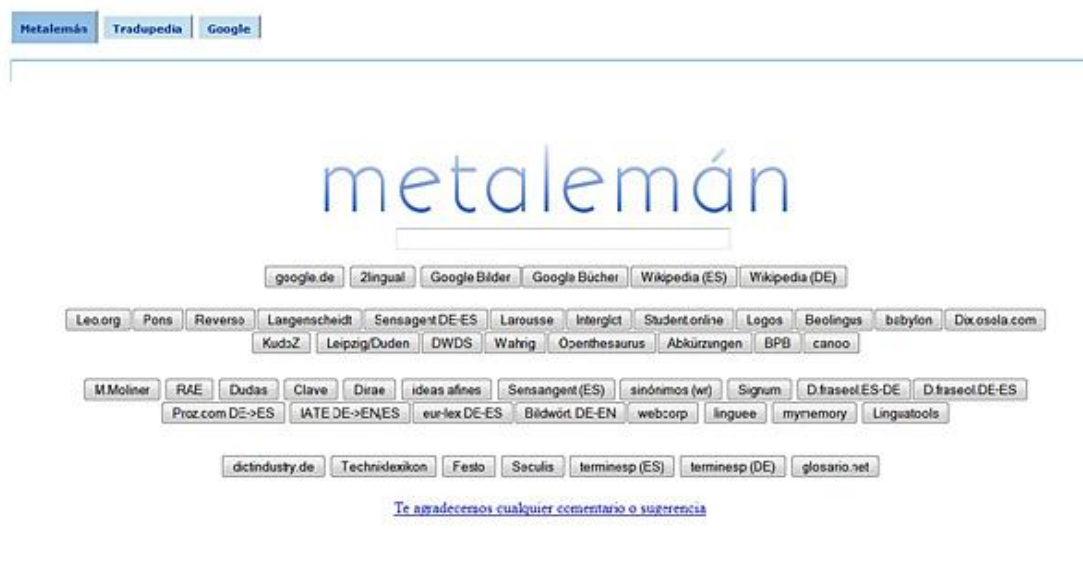 Metalemán Tradupedia Google
metalemán
google.de 2lingual Google Bilder Google Bücher Wikipedia (ES) Wikipedia (DE)
Leo.org Pons Reverso Langenscheidt Sensagent DE-ES Larousse Interglot Student.online Logos Beolingus babylon Dix.osola.com
KudoZ Leipzig/Duden DWDS Wahrig Openthesaurus Abkürzungen BPB canoo
M.Moliner RAE Dudas Clave Dirae ideas afines Sensangent (ES) sinónimos (wr) Signum D.fraseol.ES-DE D.fraseol.DE-ES
Proz.com DE->ES IATE DE->EN/ES eur-lex DE-ES Bildwört. DE-EN webcorp linguee mymemory Linguatools
dictindustry.de Techniklexikon Festo Saculis terminesp (ES) terminesp (DE) glosario.net
Te agradecemos cualquier comentario o sugerencia